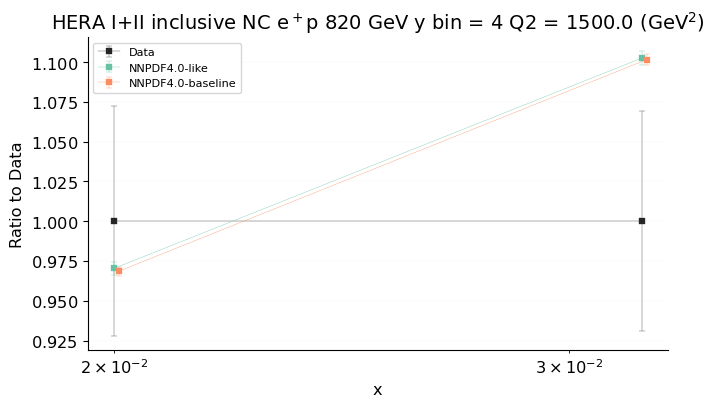 HERA I+II inclusive NC e⁺p 820 GeV y bin = 4 Q2 = 1500.0 (GeV²)
Data
NNPDF4.0-like
NNPDF4.0-baseline
Ratio to Data
1.100
1.075
1.050
1.025
1.000
0.975
0.950
0.925
2 × 10⁻²
3 × 10⁻²
x